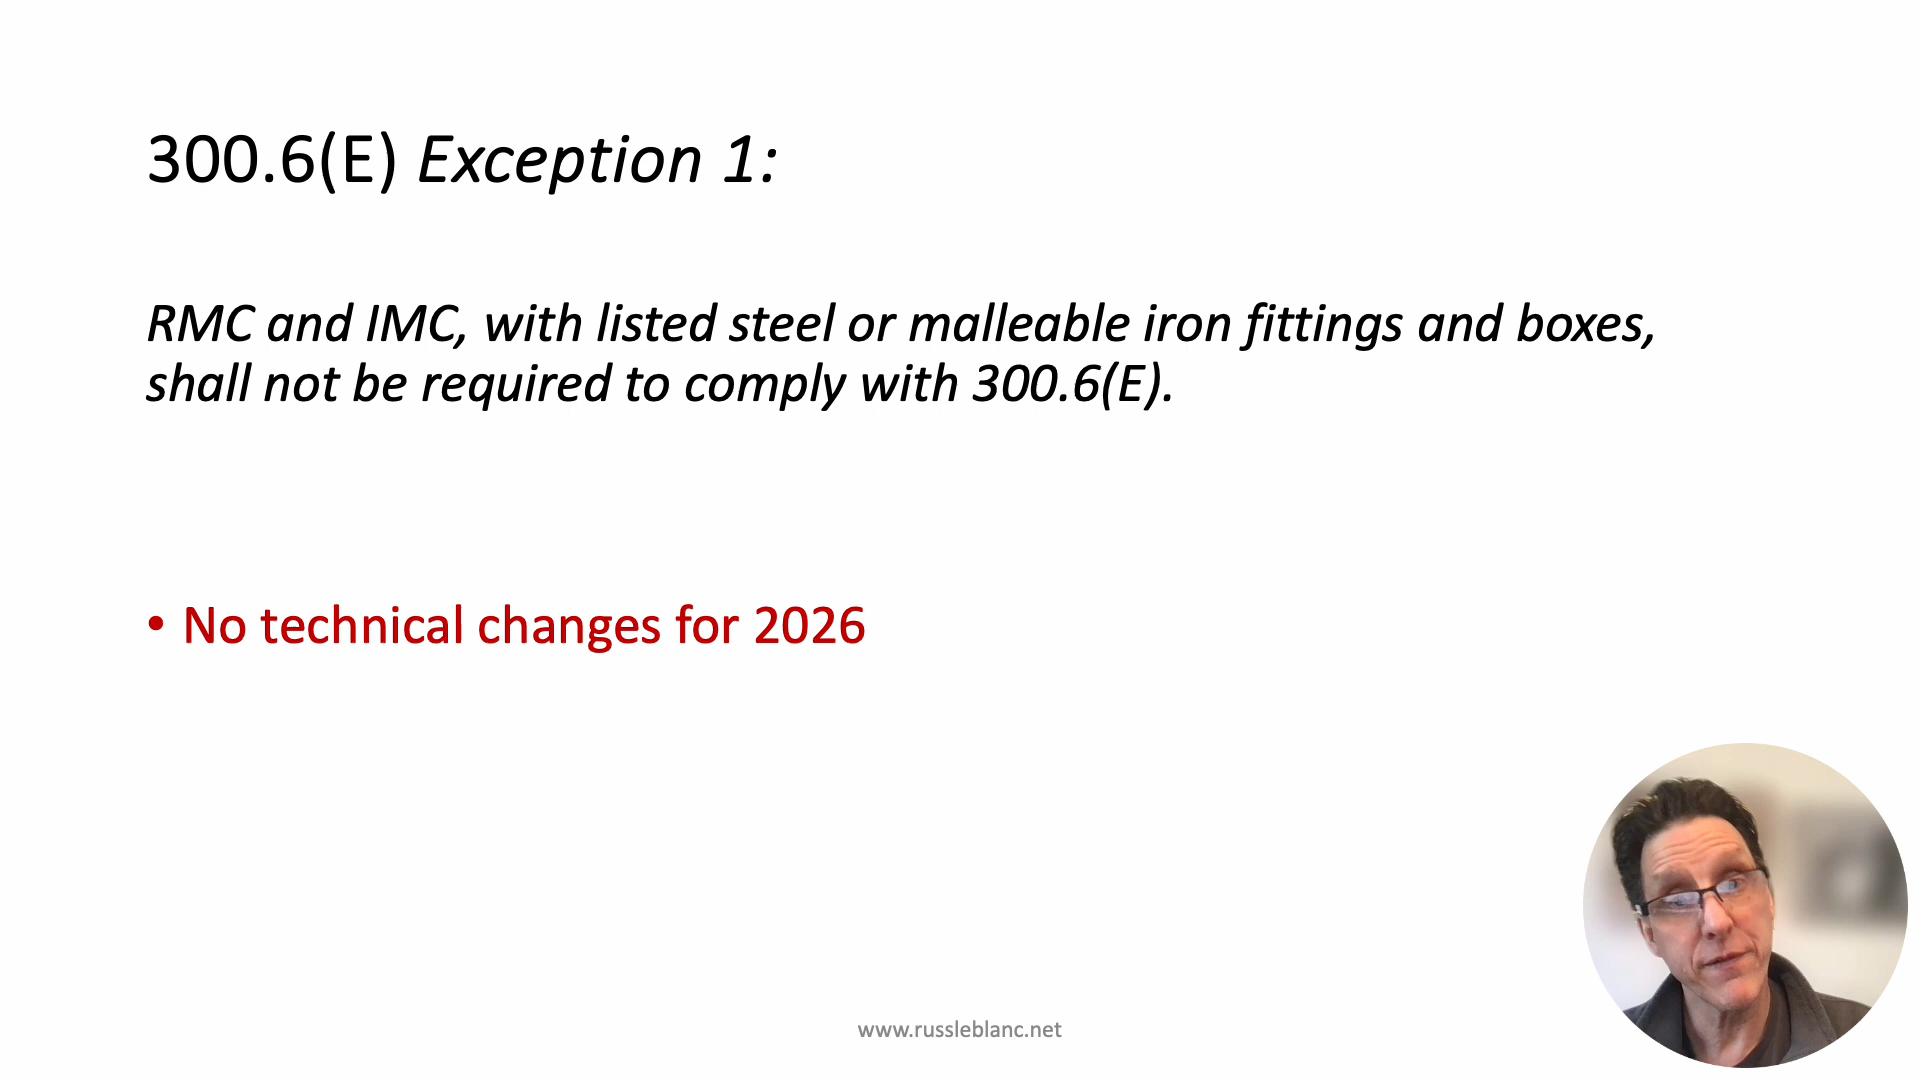 300.6(E) Exception 1:
RMC and IMC, with listed steel or malleable iron fittings and boxes,
shall not be required to comply with 300.6(E).
• No technical changes for 2026
www.russleblanc.net